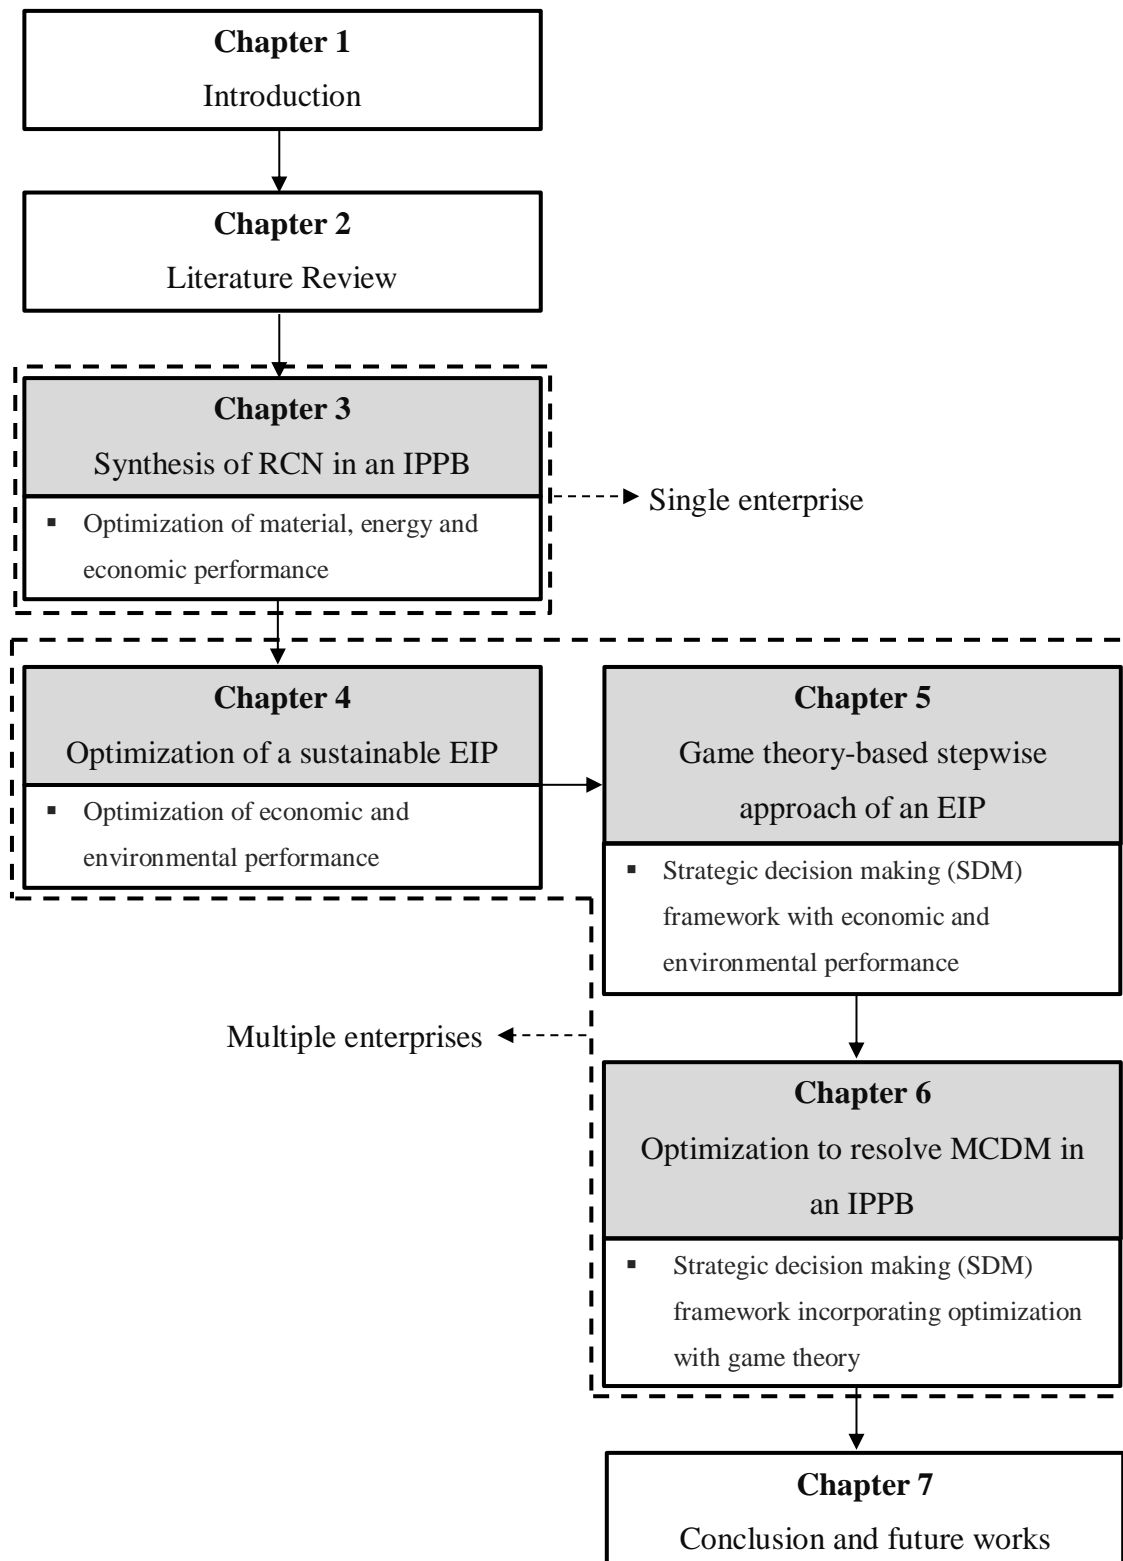 Chapter 1
Introduction
Chapter 2
Literature Review
Chapter 3
Synthesis of RCN in an IPPB
▪ Optimization of material, energy and
economic performance
Single enterprise
Chapter 4
Optimization of a sustainable EIP
▪ Optimization of economic and
environmental performance
Chapter 5
Game theory-based stepwise
approach of an EIP
▪ Strategic decision making (SDM)
framework with economic and
environmental performance
Multiple enterprises
Chapter 6
Optimization to resolve MCDM in
an IPPB
▪ Strategic decision making (SDM)
framework incorporating optimization
with game theory
Chapter 7
Conclusion and future works